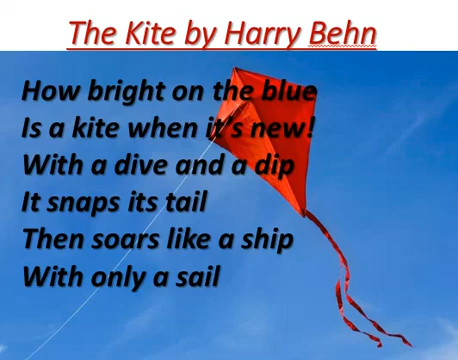 The Kite by Harry Behn
How bright on the blue
Is a kite when it's new!
With a dive and a dip
It snaps its tail
Then soars like a ship
With only a sail